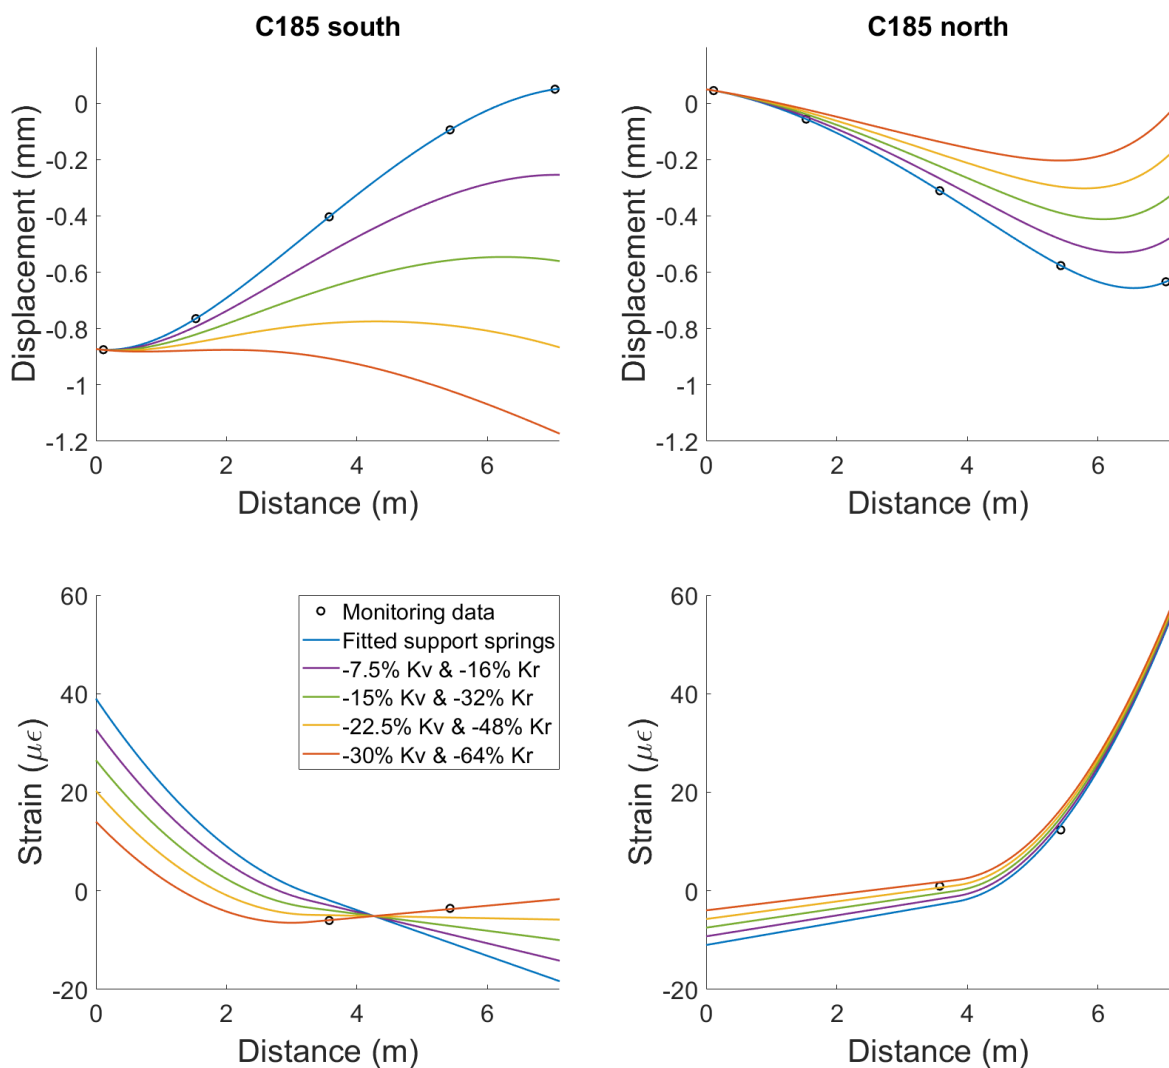 C185 south
C185 north
Displacement (mm)
0
-0.2
-0.4
-0.6
-0.8
-1
-1.2
0 2 4 6
Distance (m)
Displacement (mm)
0
-0.2
-0.4
-0.6
-0.8
-1
-1.2
0 2 4 6
Distance (m)
Strain (με)
60
40
20
0
-20
0 2 4 6
Distance (m)
Monitoring data
Fitted support springs
-7.5% Kv & -16% Kr
-15% Kv & -32% Kr
-22.5% Kv & -48% Kr
-30% Kv & -64% Kr
Strain (με)
60
40
20
0
-20
0 2 4 6
Distance (m)